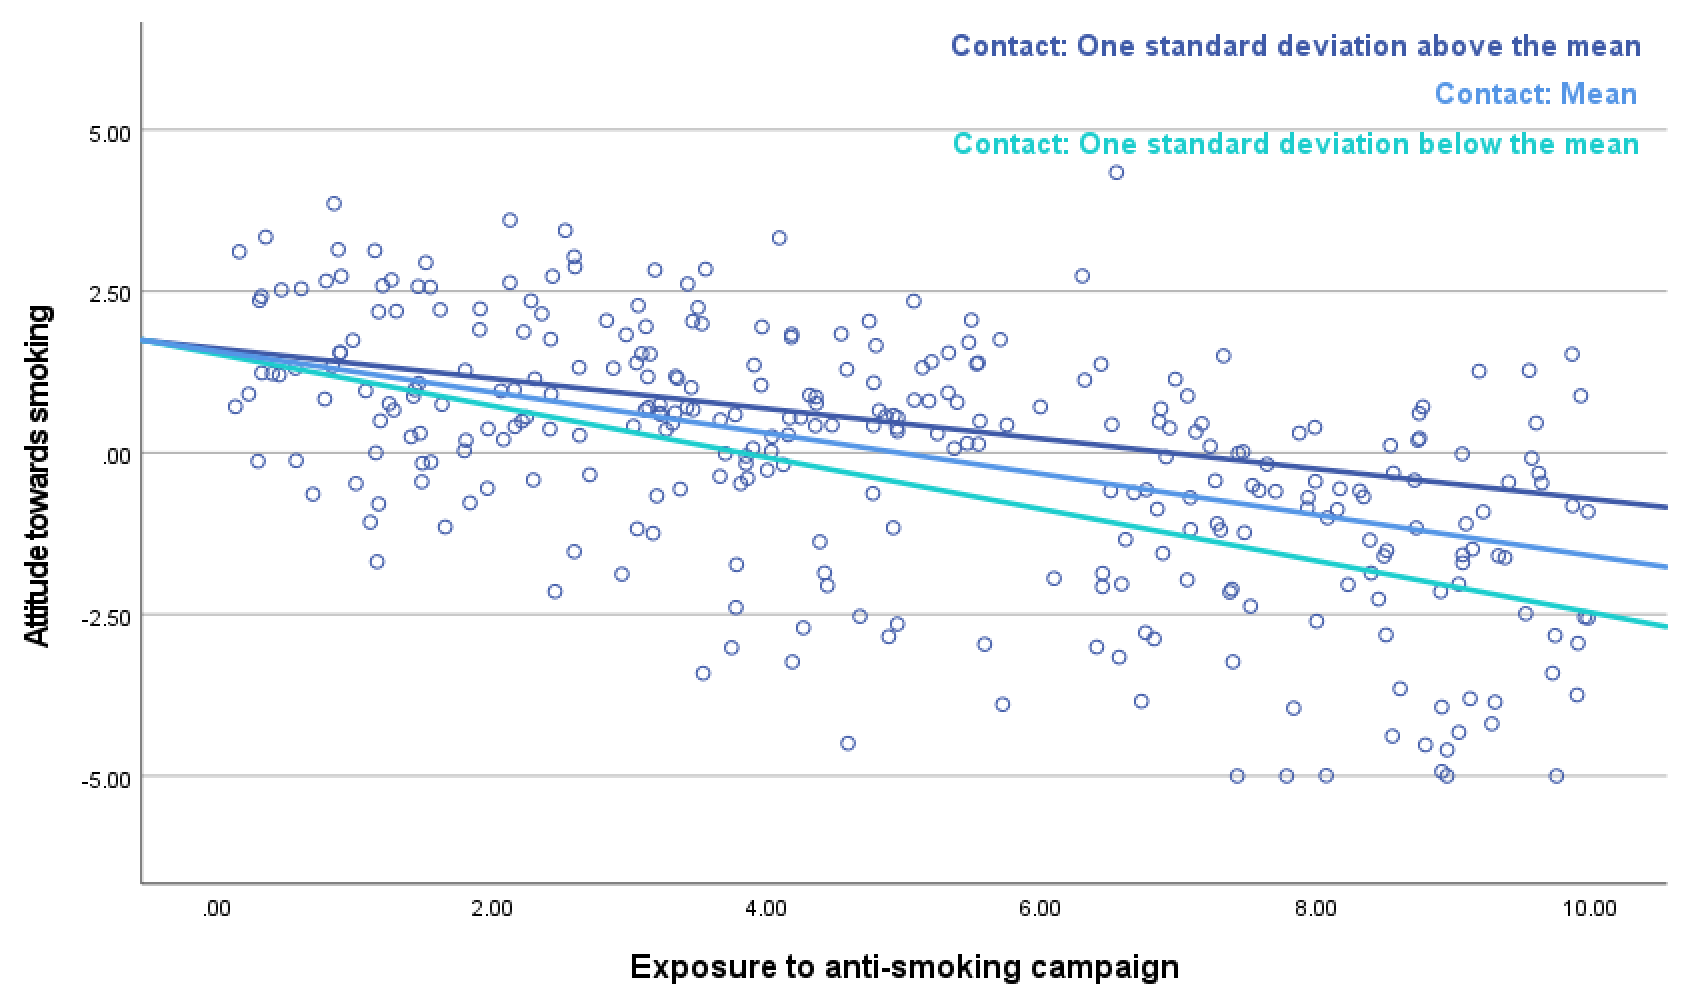 Contact: One standard deviation above the mean
Contact: Mean
5.00
Contact: One standard deviation below the mean
2.50
Attitude towards smoking
.00
-2.50
-5.00
.00 2.00 4.00 6.00 8.00 10.00
Exposure to anti-smoking campaign